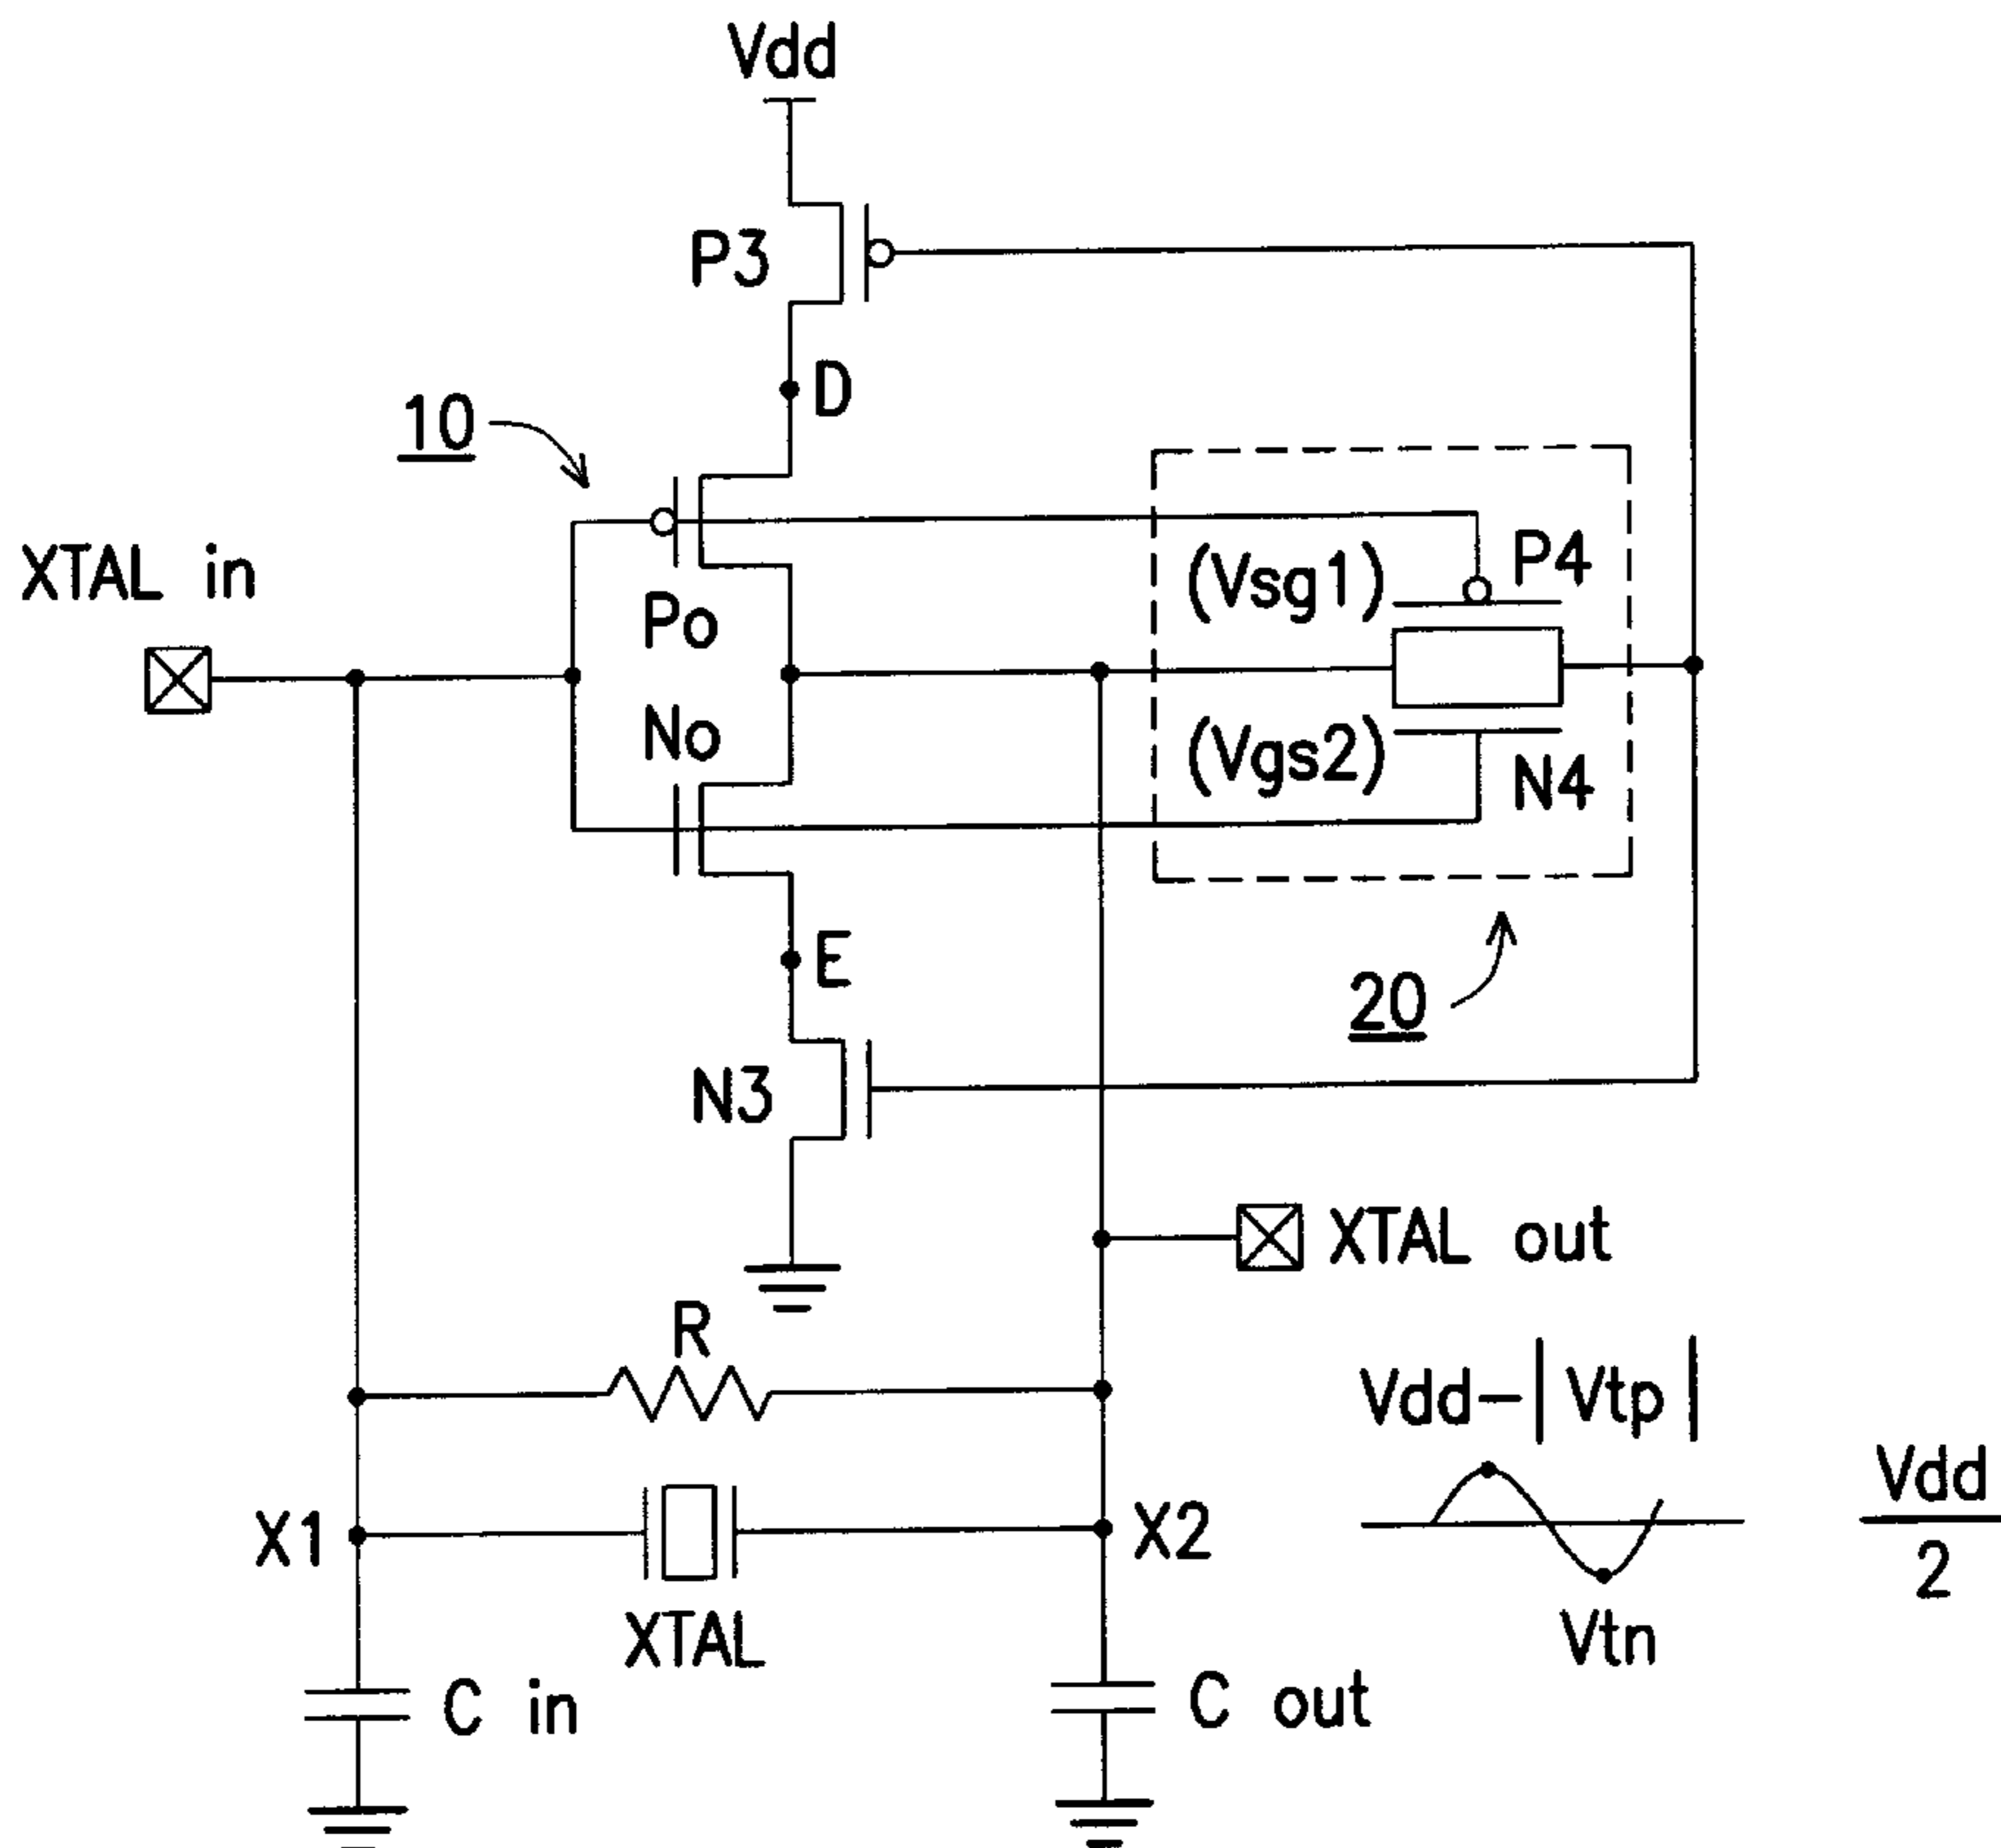 Vdd
P3
D
10
XTAL in
Po
(Vsg1)
P4
No
(Vgs2)
N4
E
20
N3
XTAL out
R
Vdd-|Vtp|
X1
X2
Vdd
2
XTAL
Vtn
C in
C out